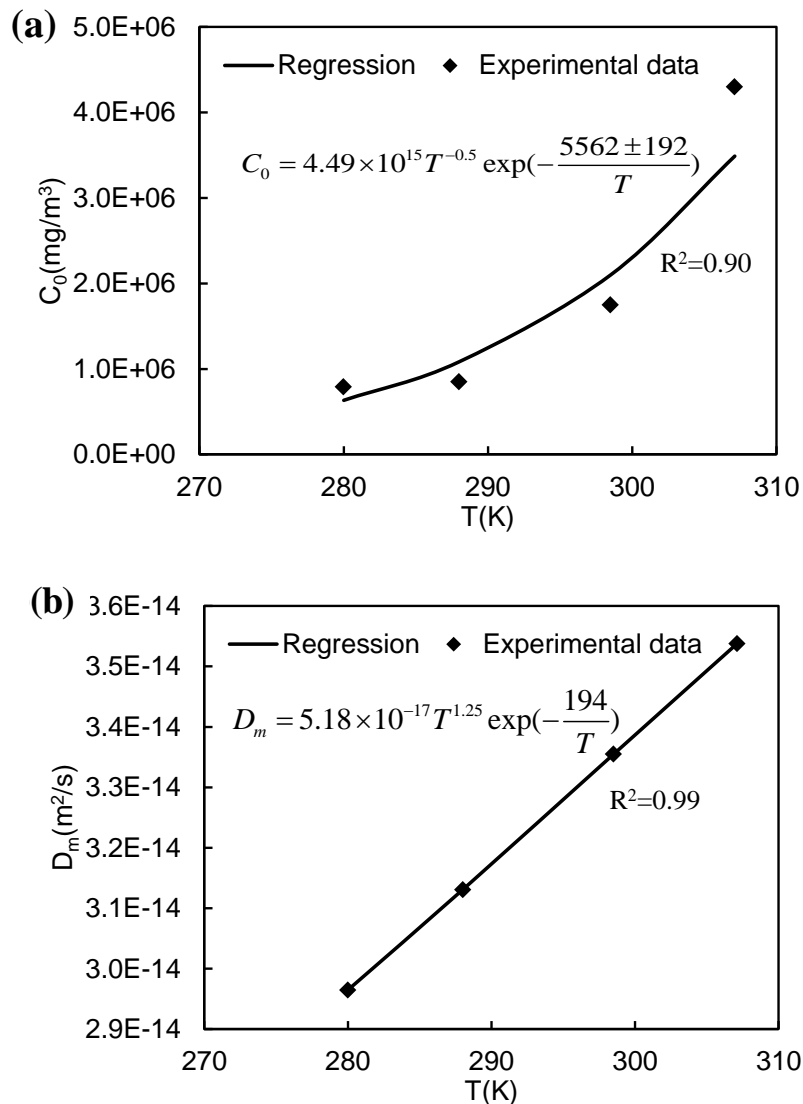 (a)
5.0E+06
Regression
Experimental data
4.0E+06
C₀ = 4.49×10¹⁵T⁻⁰·⁵ exp(−(5562±192)/T)
3.0E+06
R²=0.90
C₀(mg/m³)
2.0E+06
1.0E+06
0.0E+00
270 280 290 300 310
T(K)
(b)
3.6E-14
Regression
Experimental data
3.5E-14
Dₘ = 5.18×10⁻¹⁷T¹·²⁵ exp(−194/T)
3.4E-14
R²=0.99
3.3E-14
Dₘ(m²/s)
3.2E-14
3.1E-14
3.0E-14
2.9E-14
270 280 290 300 310
T(K)